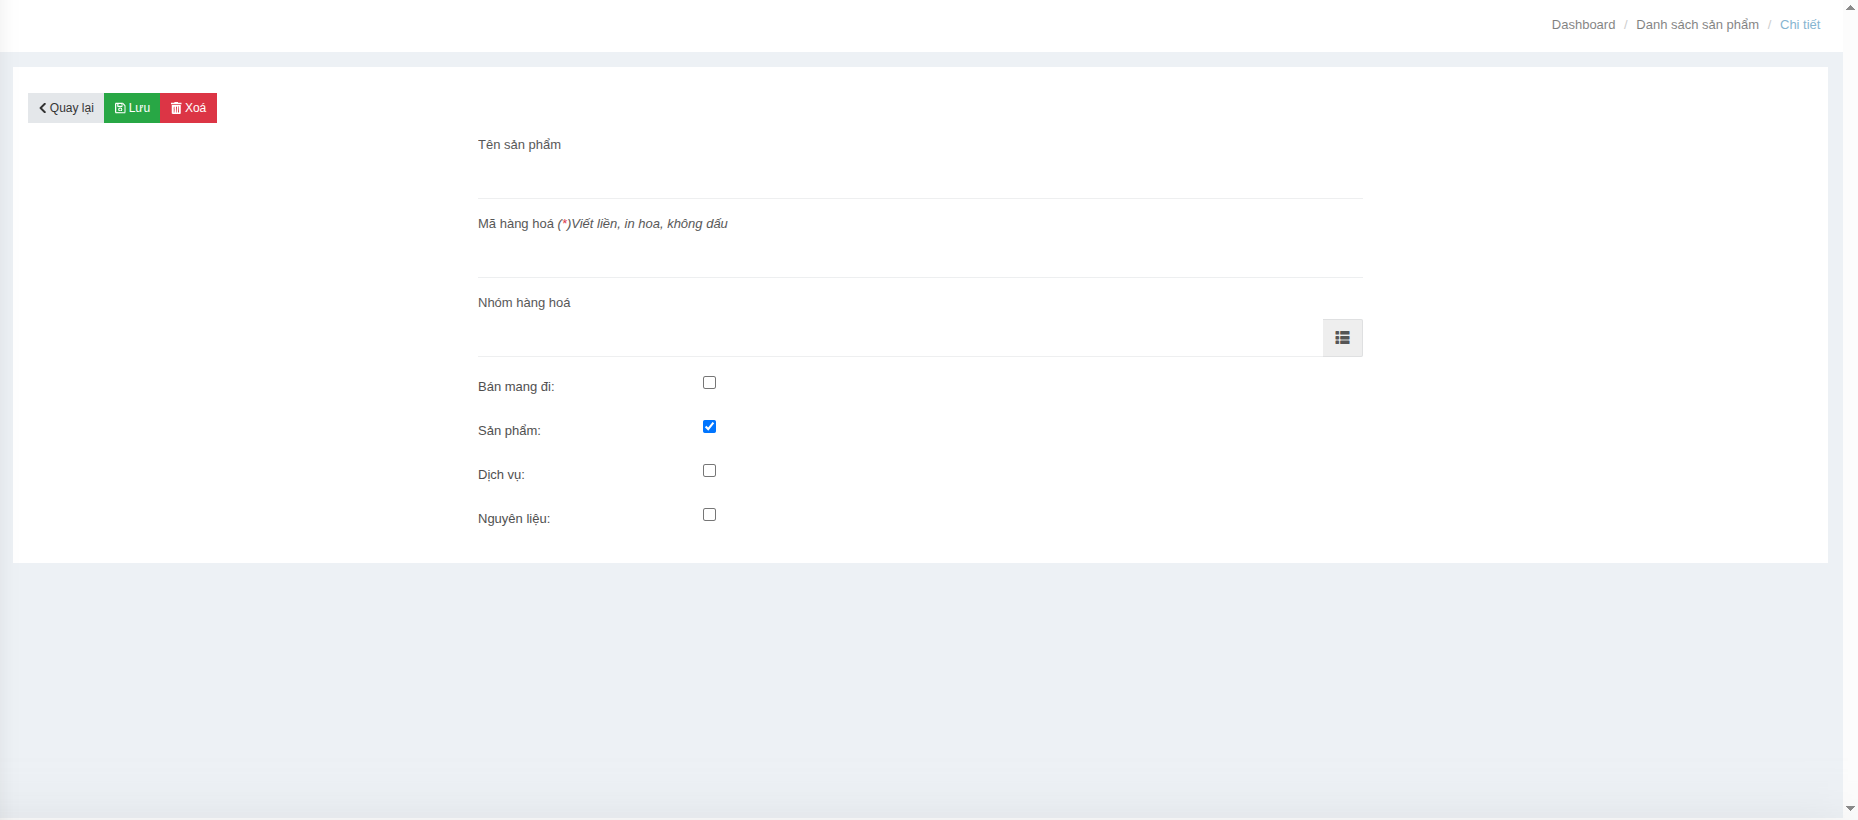 Dashboard / Danh sách sản phẩm / Chi tiết
Quay lại Lưu Xoá
Tên sản phẩm
Mã hàng hoá (*)Viết liền, in hoa, không dấu
Nhóm hàng hoá
Bán mang đi:
Sản phẩm:
Dịch vụ:
Nguyên liệu: